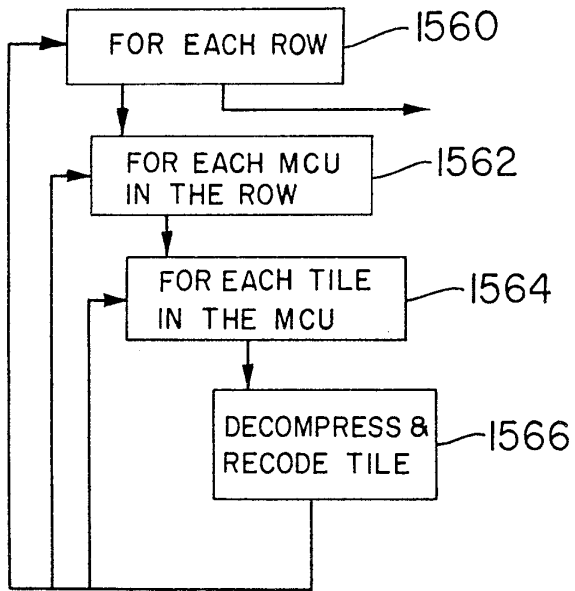 FOR EACH ROW
1560
FOR EACH MCU
IN THE ROW
1562
FOR EACH TILE
IN THE MCU
1564
DECOMPRESS &
RECODE TILE
1566